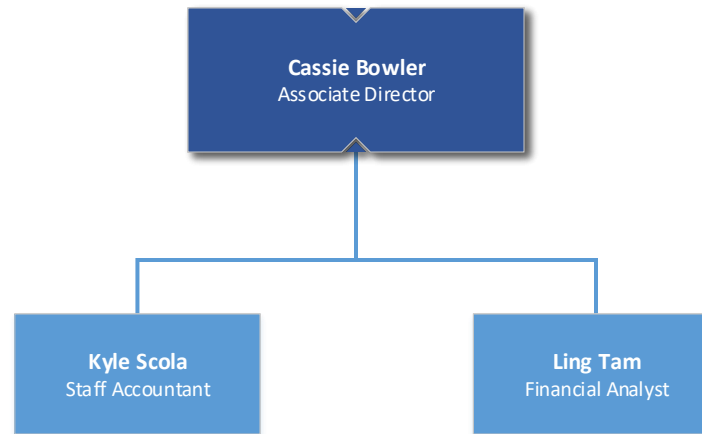 Cassie Bowler
Associate Director
Kyle Scola
Staff Accountant
Ling Tam
Financial Analyst